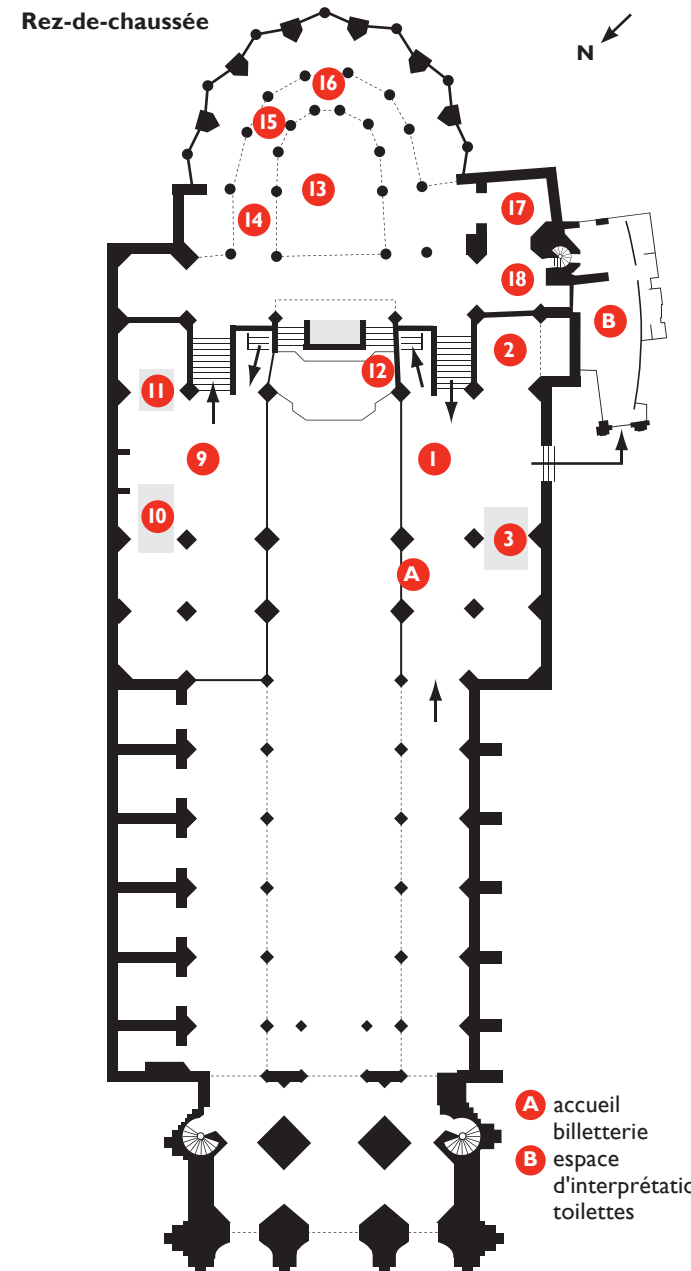 Rez-de-chaussée
N
16
15
13
14
17
18
B
2
12
11
9
1
10
3
A
A accueil
billetterie
B espace
d'interprétatio
toilettes